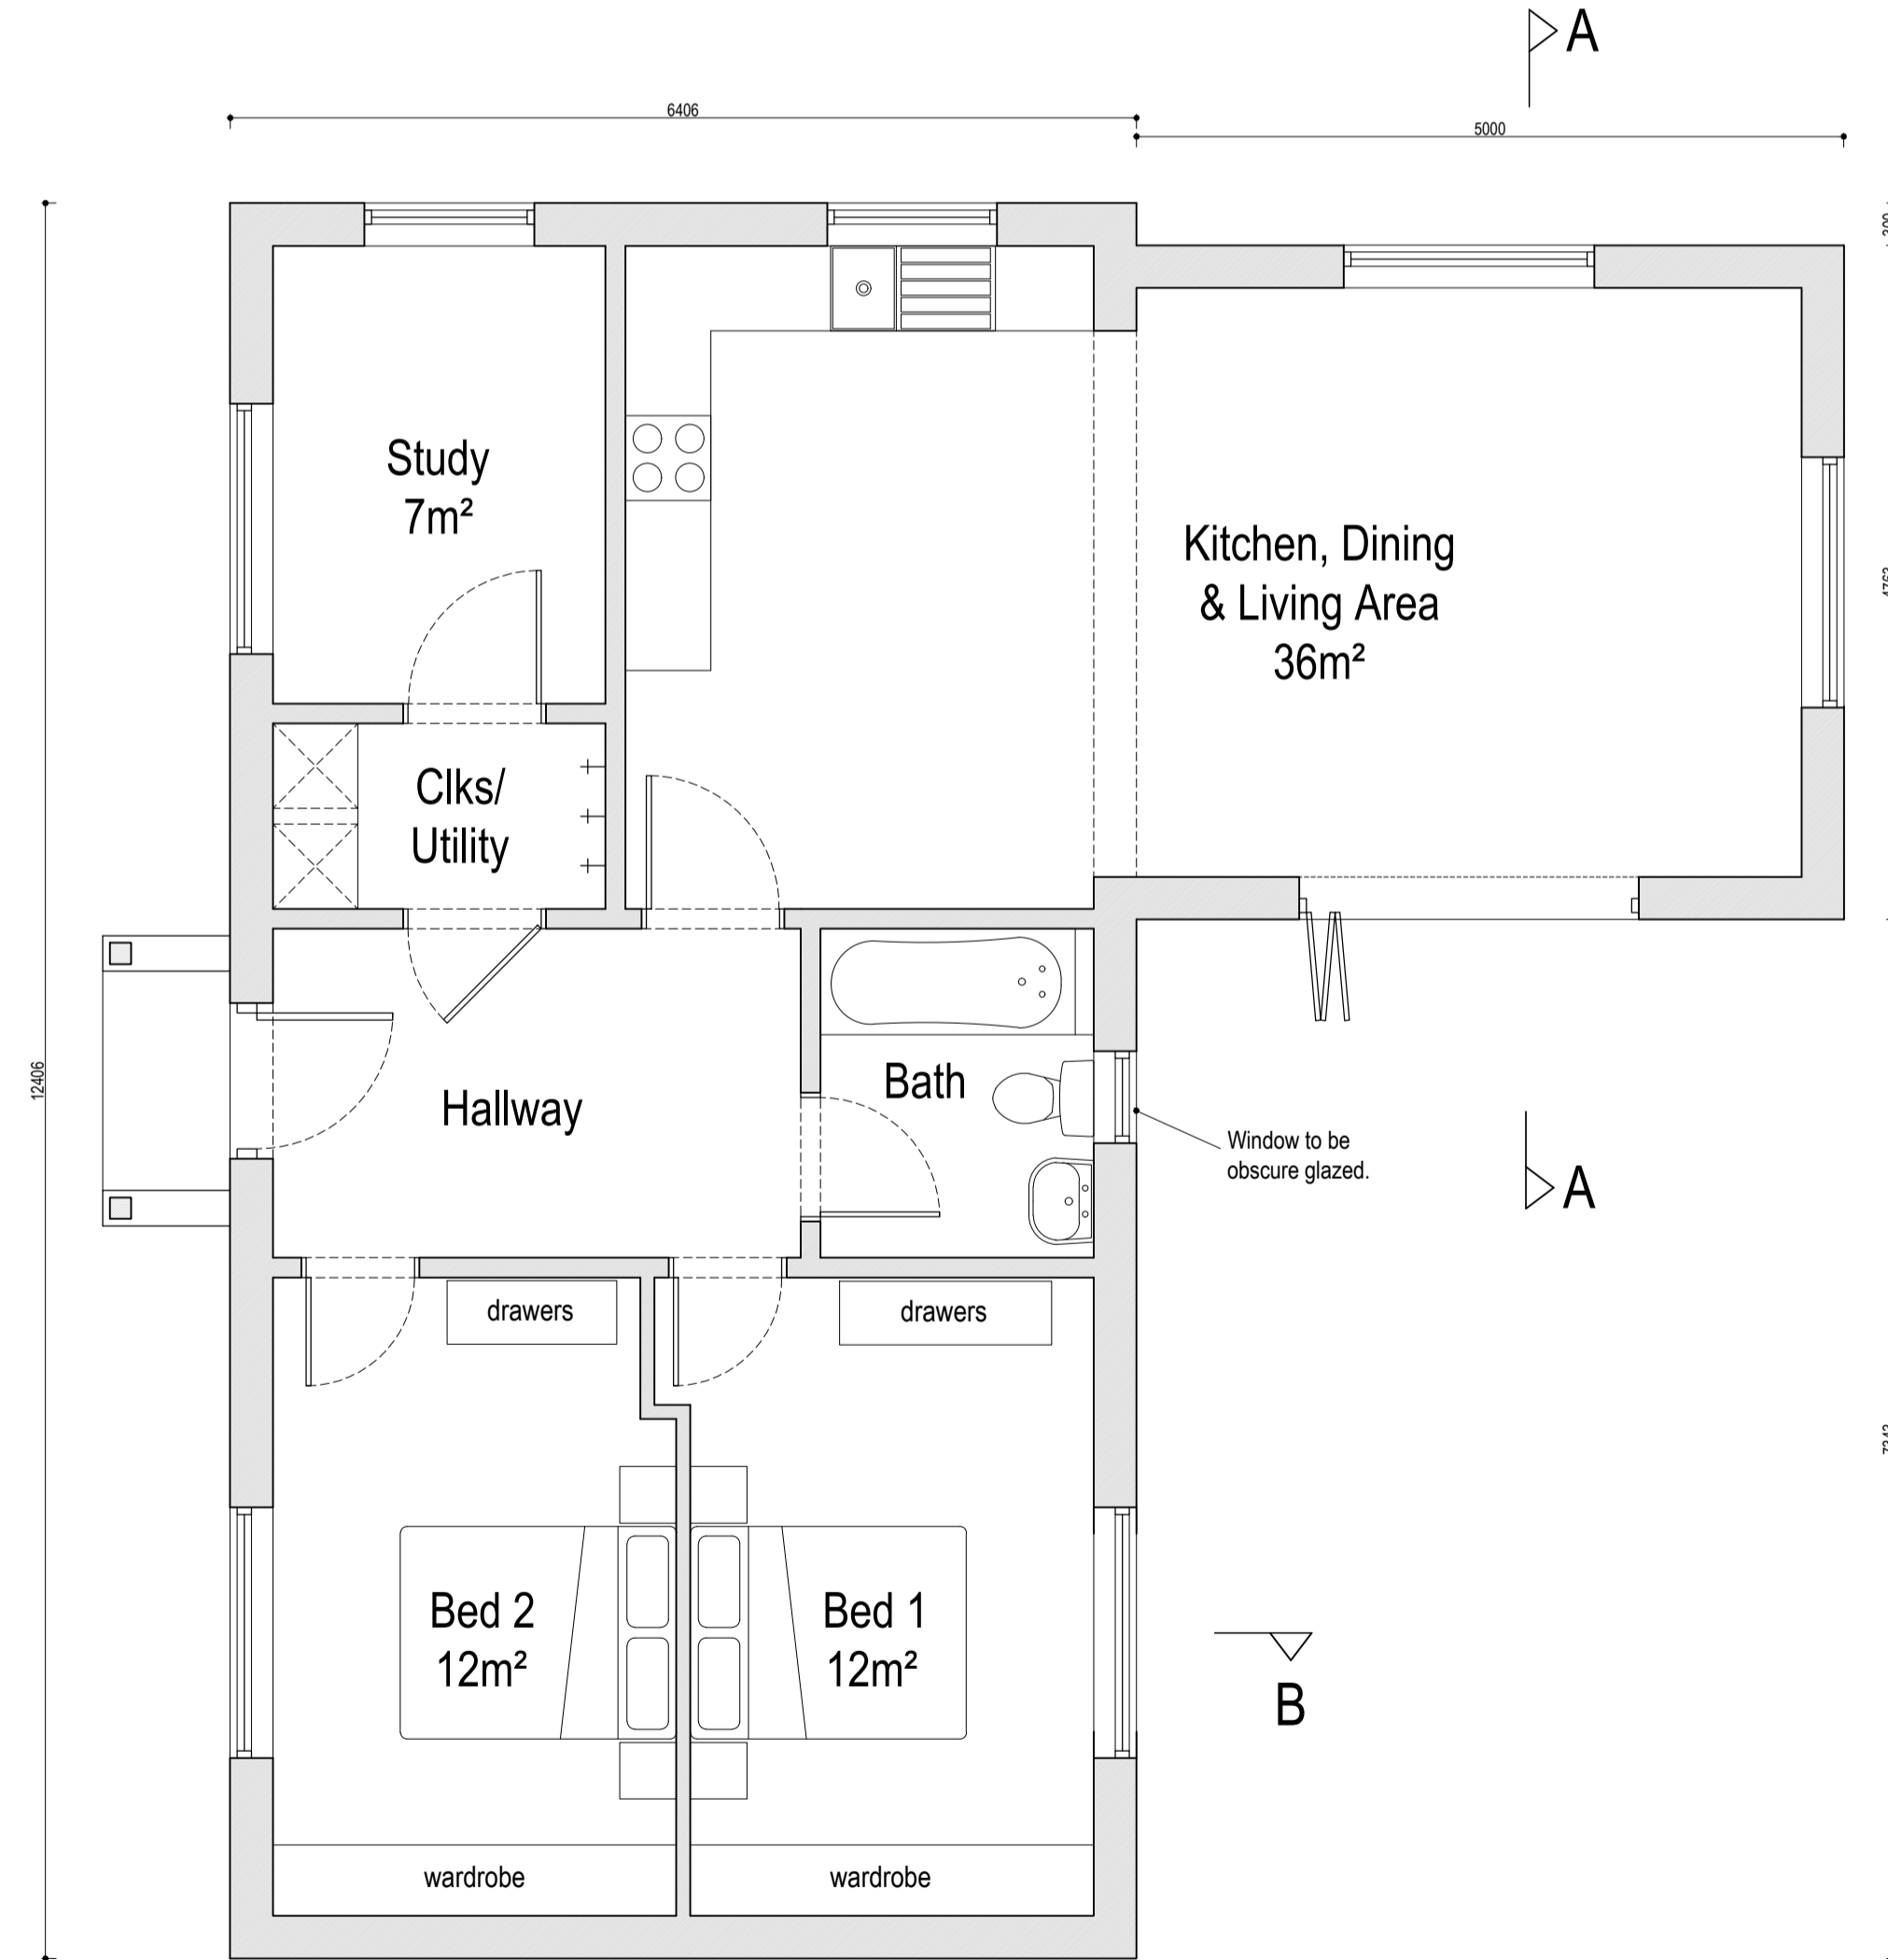 A
6406
5000
Study
7m²
Kitchen, Dining
& Living Area
36m²
Clks/
Utility
12406
Hallway
Bath
Window to be
obscure glazed.
A
drawers
drawers
Bed 2
12m²
Bed 1
12m²
B
wardrobe
wardrobe